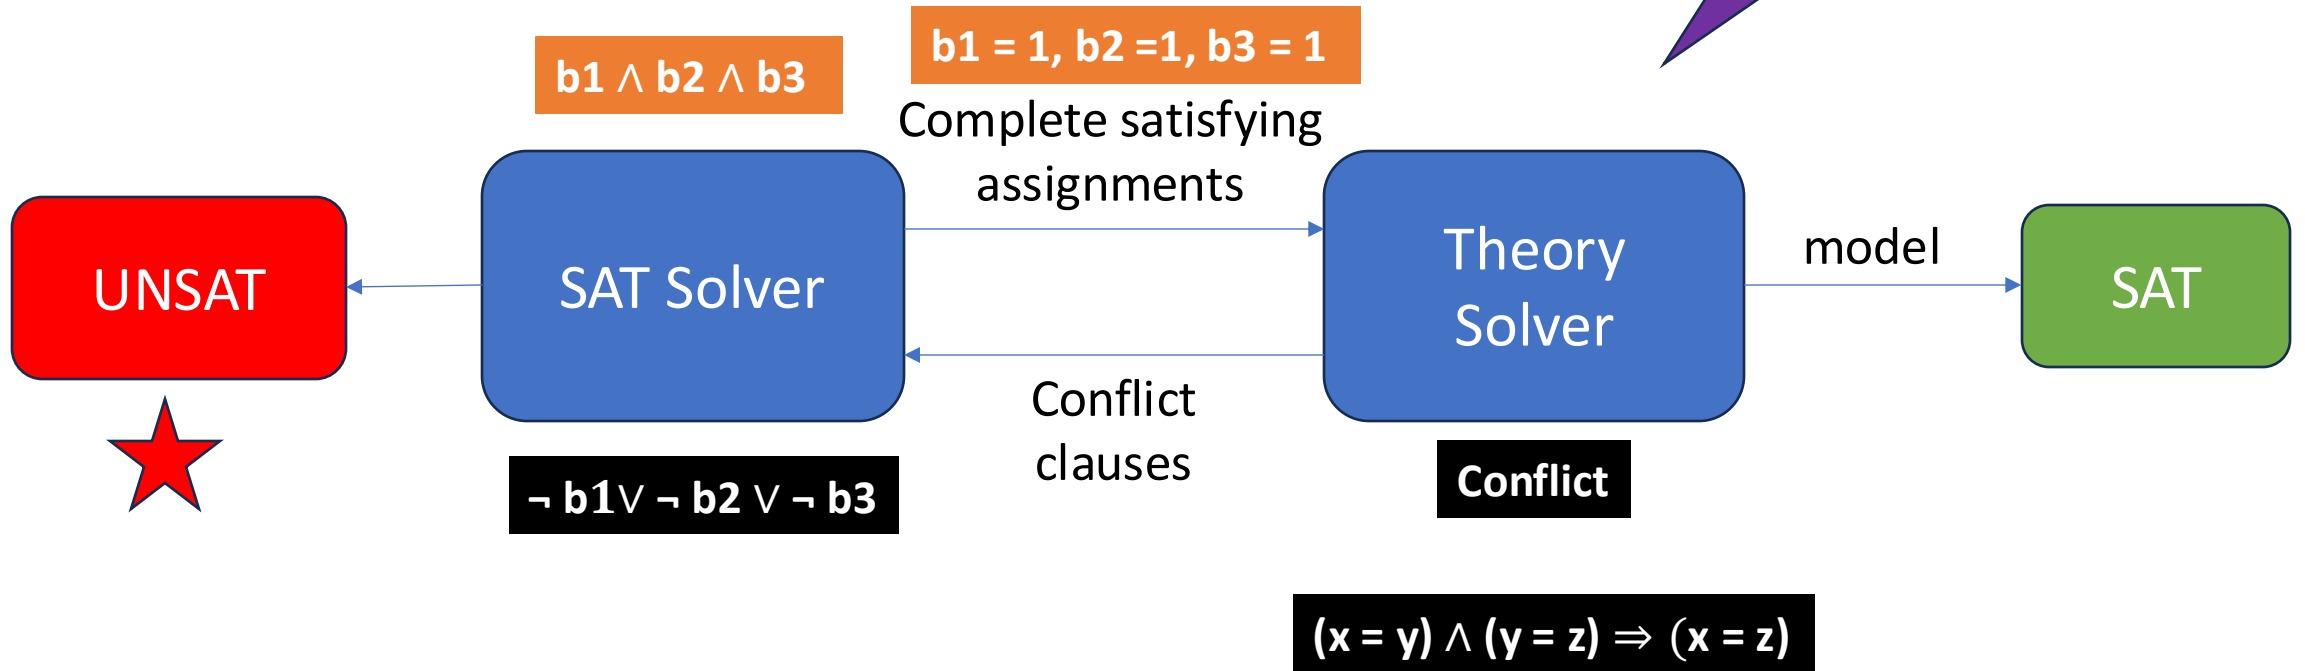 b1 ∧ b2 ∧ b3
b1 = 1, b2 =1, b3 = 1
Complete satisfying
assignments
UNSAT
SAT Solver
Theory
Solver
model
SAT
Conflict
clauses
¬ b1∨ ¬ b2 ∨ ¬ b3
Conflict
(x = y) ∧ (y = z) ⇒ (x = z)